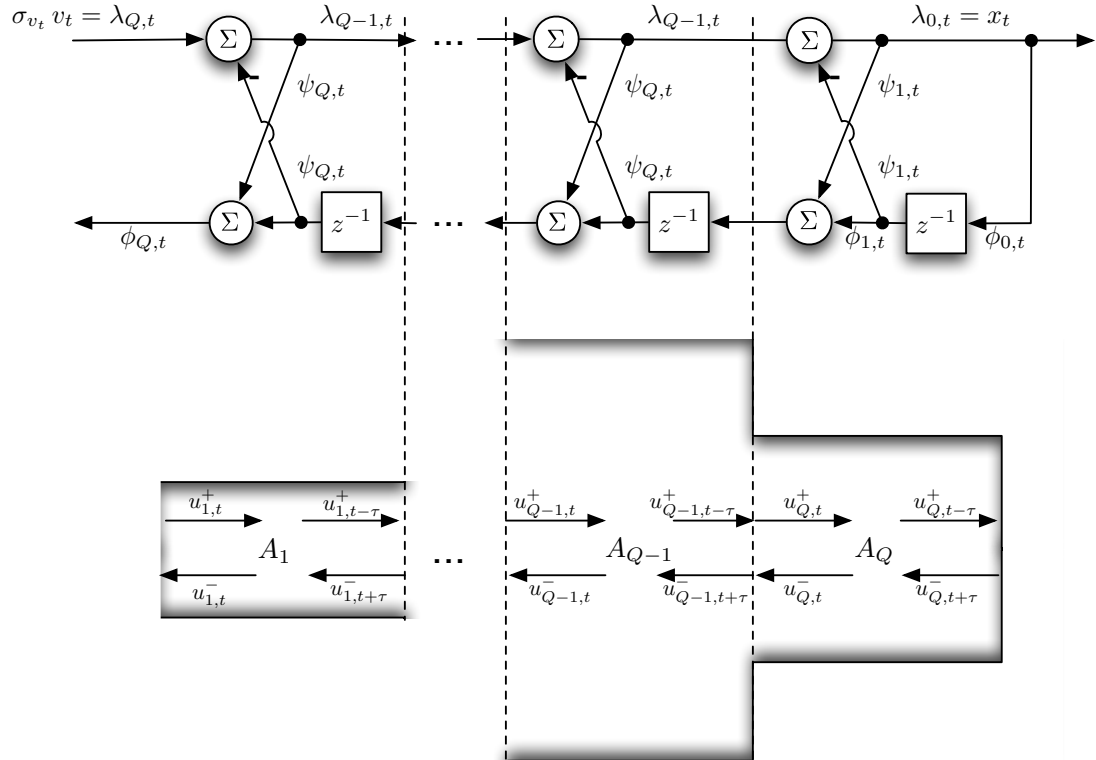 σ_{v_t} v_t = λ_{Q,t} λ_{Q−1,t} λ_{Q−1,t} λ_{0,t} = x_t
Σ ... Σ Σ
ψ_{Q,t} ψ_{Q,t} ψ_{1,t}
ψ_{Q,t} ψ_{Q,t} ψ_{1,t}
Σ z^{−1} ... Σ z^{−1} Σ z^{−1}
φ_{Q,t} φ_{1,t} φ_{0,t}
u^+_{1,t} u^+_{1,t−τ} u^+_{Q−1,t} u^+_{Q−1,t−τ} u^+_{Q,t} u^+_{Q,t−τ}
A_1 ... A_{Q−1} A_Q
u^−_{1,t} u^−_{1,t+τ} u^−_{Q−1,t} u^−_{Q−1,t+τ} u^−_{Q,t} u^−_{Q,t+τ}